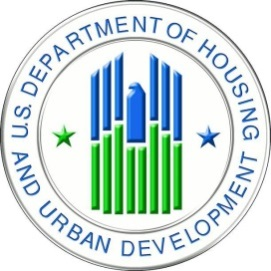 U.S. DEPARTMENT OF HOUSING
AND URBAN DEVELOPMENT